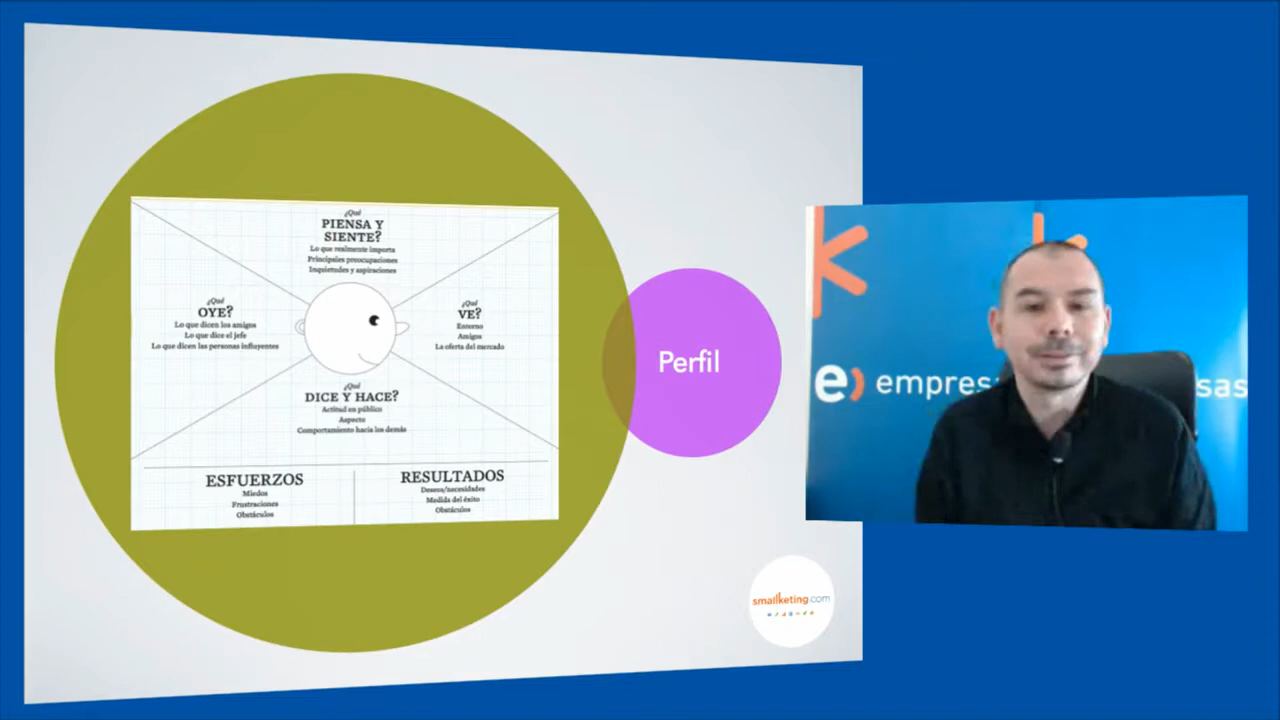 ¿Qué
PIENSA Y
SIENTE?
Lo que realmente importa
Principales preocupaciones
Inquietudes y aspiraciones
¿Qué
OYE?
Lo que dicen los amigos
Lo que dice el jefe
Lo que dicen las personas influyentes
¿Qué
VE?
Entorno
Amigos
La oferta del mercado
¿Qué
DICE Y HACE?
Actitud en público
Aspecto
Comportamiento hacia los demás
ESFUERZOS
Miedos
Frustraciones
Obstáculos
RESULTADOS
Deseos/necesidades
Medida del éxito
Obstáculos
Perfil
smallketing.com
k
k
e) empresa
sas